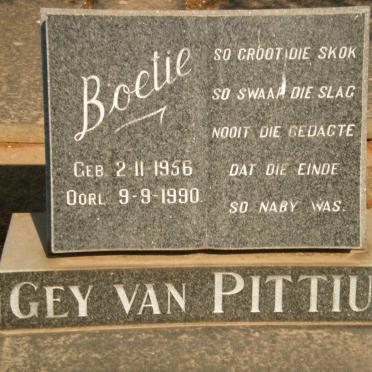 Boetie
GEB. 2-11-1956
OORL. 9-9-1990.
SO GROOT DIE SKOK
SO SWAAR DIE SLAG
NOOIT DIE GEDAGTE
DAT DIE EINDE
SO NABY WAS.
GEY VAN PITTIU